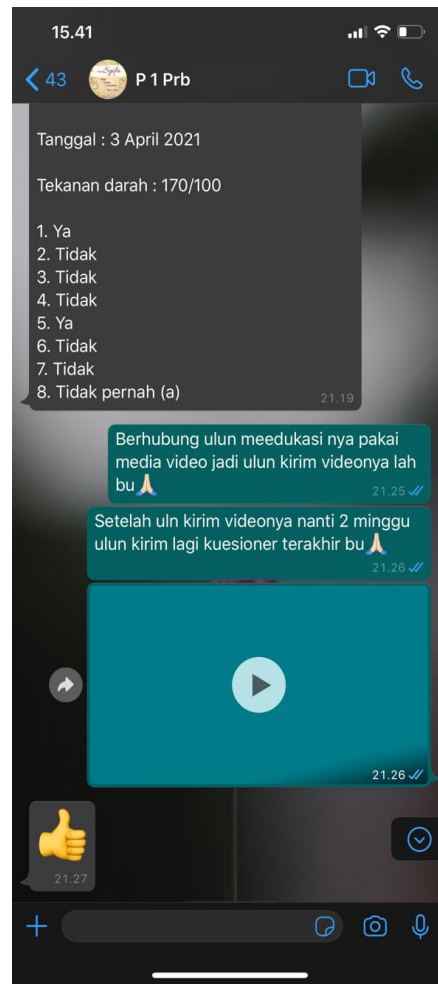 15.41
43
P 1 Prb
Tanggal : 3 April 2021
Tekanan darah : 170/100
1. Ya
2. Tidak
3. Tidak
4. Tidak
5. Ya
6. Tidak
7. Tidak
8. Tidak pernah (a)
21.19
Berhubung ulun meedukasi nya pakai
media video jadi ulun kirim videonya lah
bu🙏🏻
21.25
Setelah uln kirim videonya nanti 2 minggu
ulun kirim lagi kuesioner terakhir bu🙏🏻
21.26
21.26
👍
21.27